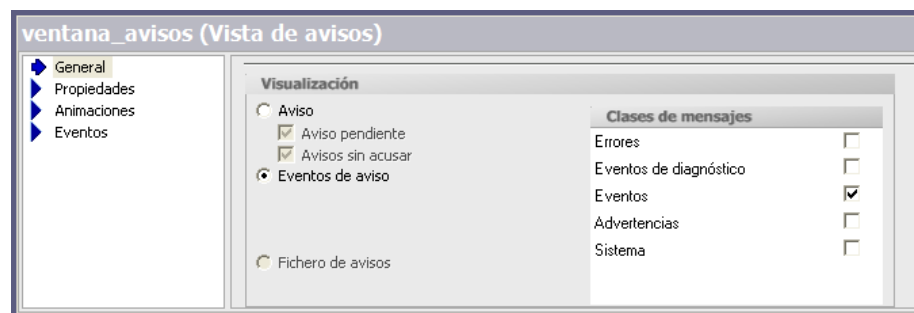 ventana_avisos (Vista de avisos)
General
Propiedades
Animaciones
Eventos
Visualización
Aviso
Aviso pendiente
Avisos sin acusar
Eventos de aviso
Fichero de avisos
Clases de mensajes
Errores
Eventos de diagnóstico
Eventos
Advertencias
Sistema